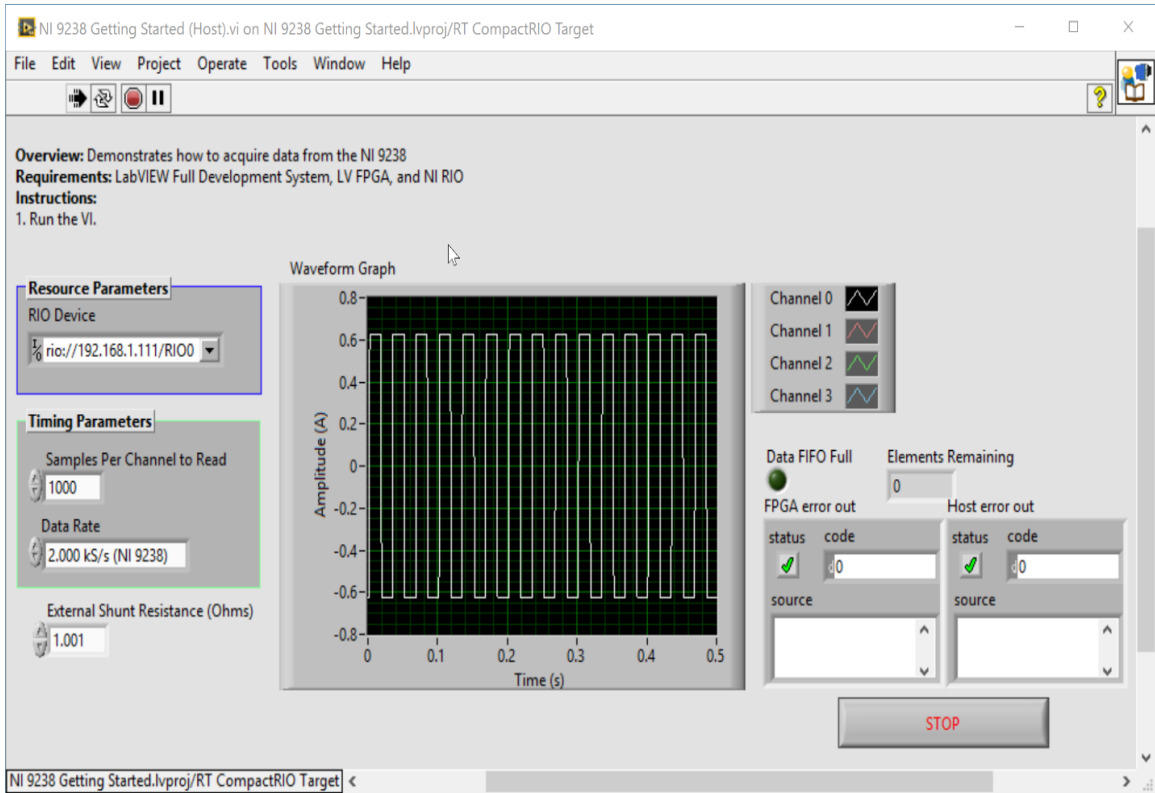 NI 9238 Getting Started (Host).vi on NI 9238 Getting Started.lvproj/RT CompactRIO Target
File Edit View Project Operate Tools Window Help
Overview: Demonstrates how to acquire data from the NI 9238
Requirements: LabVIEW Full Development System, LV FPGA, and NI RIO
Instructions:
1. Run the VI.
Resource Parameters
RIO Device
rio://192.168.1.111/RIO0
Timing Parameters
Samples Per Channel to Read
1000
Data Rate
2.000 kS/s (NI 9238)
External Shunt Resistance (Ohms)
1.001
Waveform Graph
Amplitude (A)
0.8
0.6
0.4
0.2
0
-0.2
-0.4
-0.6
-0.8
0 0.1 0.2 0.3 0.4 0.5
Time (s)
Channel 0
Channel 1
Channel 2
Channel 3
Data FIFO Full Elements Remaining
0
FPGA error out Host error out
status code status code
d0 d0
source source
STOP
NI 9238 Getting Started.lvproj/RT CompactRIO Target